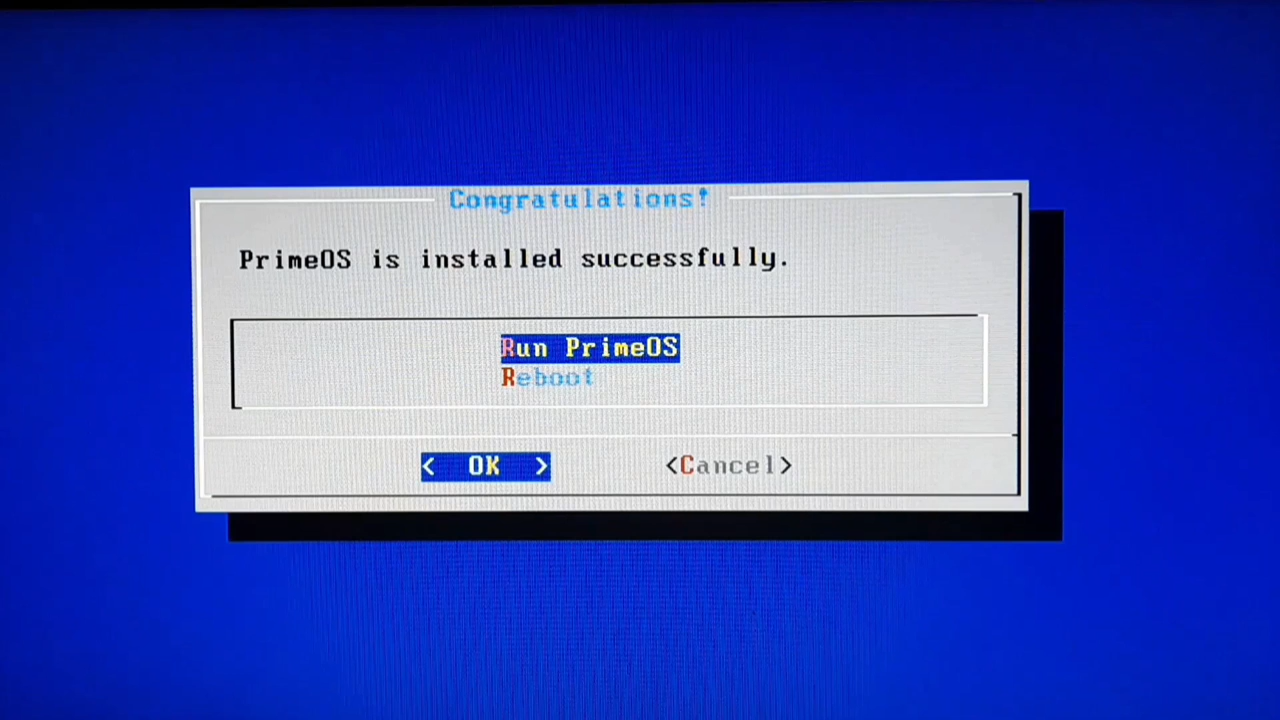 Congratulations!
PrimeOS is installed successfully.
Run PrimeOS
Reboot
< OK > <Cancel>